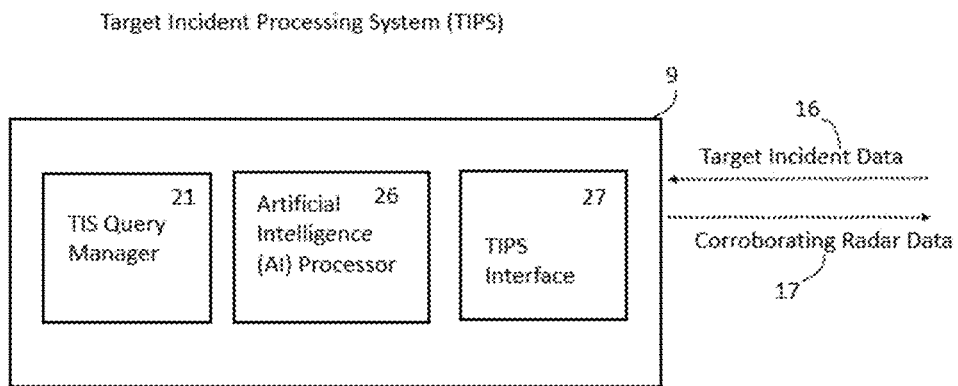 Target Incident Processing System (TIPS)
9
16
Target Incident Data
21
TIS Query
Manager
26
Artificial
Intelligence
(AI) Processor
27
TIPS
Interface
Corroborating Radar Data
17